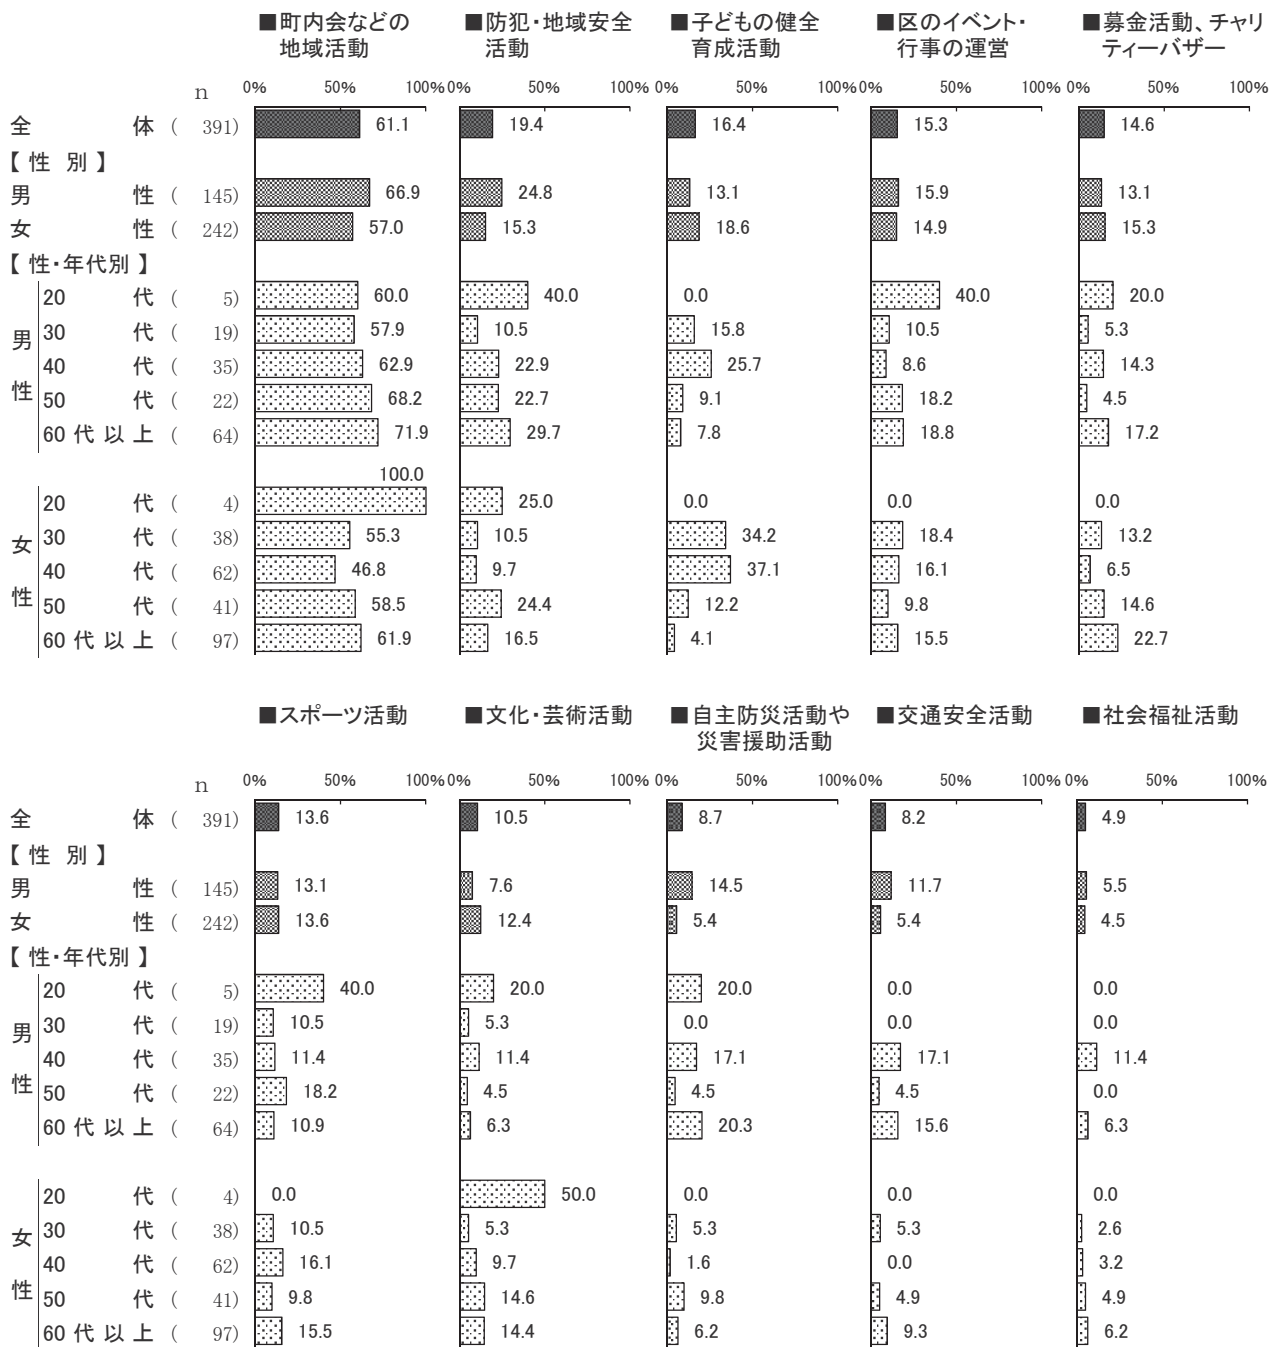 ■町内会などの ■防犯・地域安全 ■子どもの健全 ■区のイベント・ ■募金活動、チャリ
地域活動 活動 育成活動 行事の運営 ティーバザー
n 0% 50% 100% 0% 50% 100% 0% 50% 100% 0% 50% 100% 0% 50% 100%
全 体 ( 391) 61.1 19.4 16.4 15.3 14.6
【 性 別 】
男 性 ( 145) 66.9 24.8 13.1 15.9 13.1
女 性 ( 242) 57.0 15.3 18.6 14.9 15.3
【 性・年代別 】
男性
20 代 ( 5) 60.0 40.0 0.0 40.0 20.0
30 代 ( 19) 57.9 10.5 15.8 10.5 5.3
40 代 ( 35) 62.9 22.9 25.7 8.6 14.3
50 代 ( 22) 68.2 22.7 9.1 18.2 4.5
60 代 以 上 ( 64) 71.9 29.7 7.8 18.8 17.2
女性
20 代 ( 4) 100.0 25.0 0.0 0.0 0.0
30 代 ( 38) 55.3 10.5 34.2 18.4 13.2
40 代 ( 62) 46.8 9.7 37.1 16.1 6.5
50 代 ( 41) 58.5 24.4 12.2 9.8 14.6
60 代 以 上 ( 97) 61.9 16.5 4.1 15.5 22.7
■スポーツ活動 ■文化・芸術活動 ■自主防災活動や ■交通安全活動 ■社会福祉活動
災害援助活動
n 0% 50% 100% 0% 50% 100% 0% 50% 100% 0% 50% 100% 0% 50% 100%
全 体 ( 391) 13.6 10.5 8.7 8.2 4.9
【 性 別 】
男 性 ( 145) 13.1 7.6 14.5 11.7 5.5
女 性 ( 242) 13.6 12.4 5.4 5.4 4.5
【 性・年代別 】
男性
20 代 ( 5) 40.0 20.0 20.0 0.0 0.0
30 代 ( 19) 10.5 5.3 0.0 0.0 0.0
40 代 ( 35) 11.4 11.4 17.1 17.1 11.4
50 代 ( 22) 18.2 4.5 4.5 4.5 0.0
60 代 以 上 ( 64) 10.9 6.3 20.3 15.6 6.3
女性
20 代 ( 4) 0.0 50.0 0.0 0.0 0.0
30 代 ( 38) 10.5 5.3 5.3 5.3 2.6
40 代 ( 62) 16.1 9.7 1.6 0.0 3.2
50 代 ( 41) 9.8 14.6 9.8 4.9 4.9
60 代 以 上 ( 97) 15.5 14.4 6.2 9.3 6.2